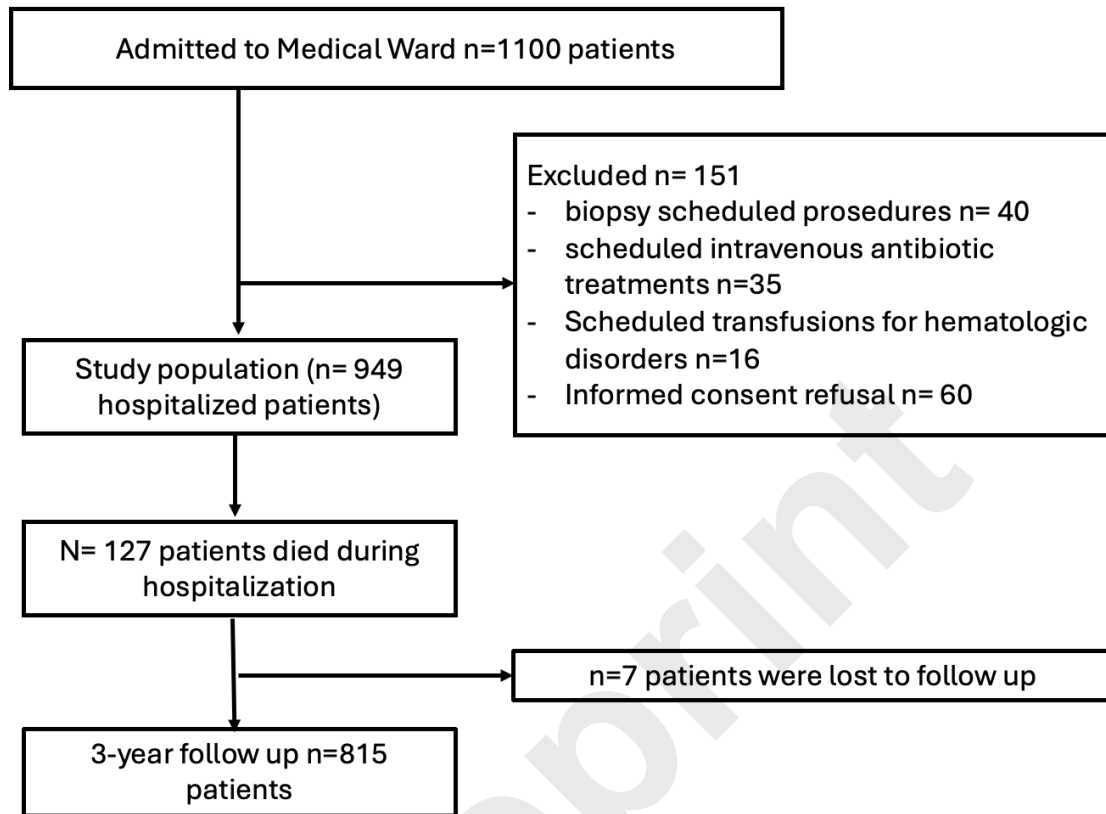 Admitted to Medical Ward n=1100 patients
Excluded n= 151
- biopsy scheduled prosedures n= 40
- scheduled intravenous antibiotic
treatments n=35
- Scheduled transfusions for hematologic
disorders n=16
- Informed consent refusal n= 60
Study population (n= 949
hospitalized patients)
N= 127 patients died during
hospitalization
n=7 patients were lost to follow up
3-year follow up n=815
patients
print